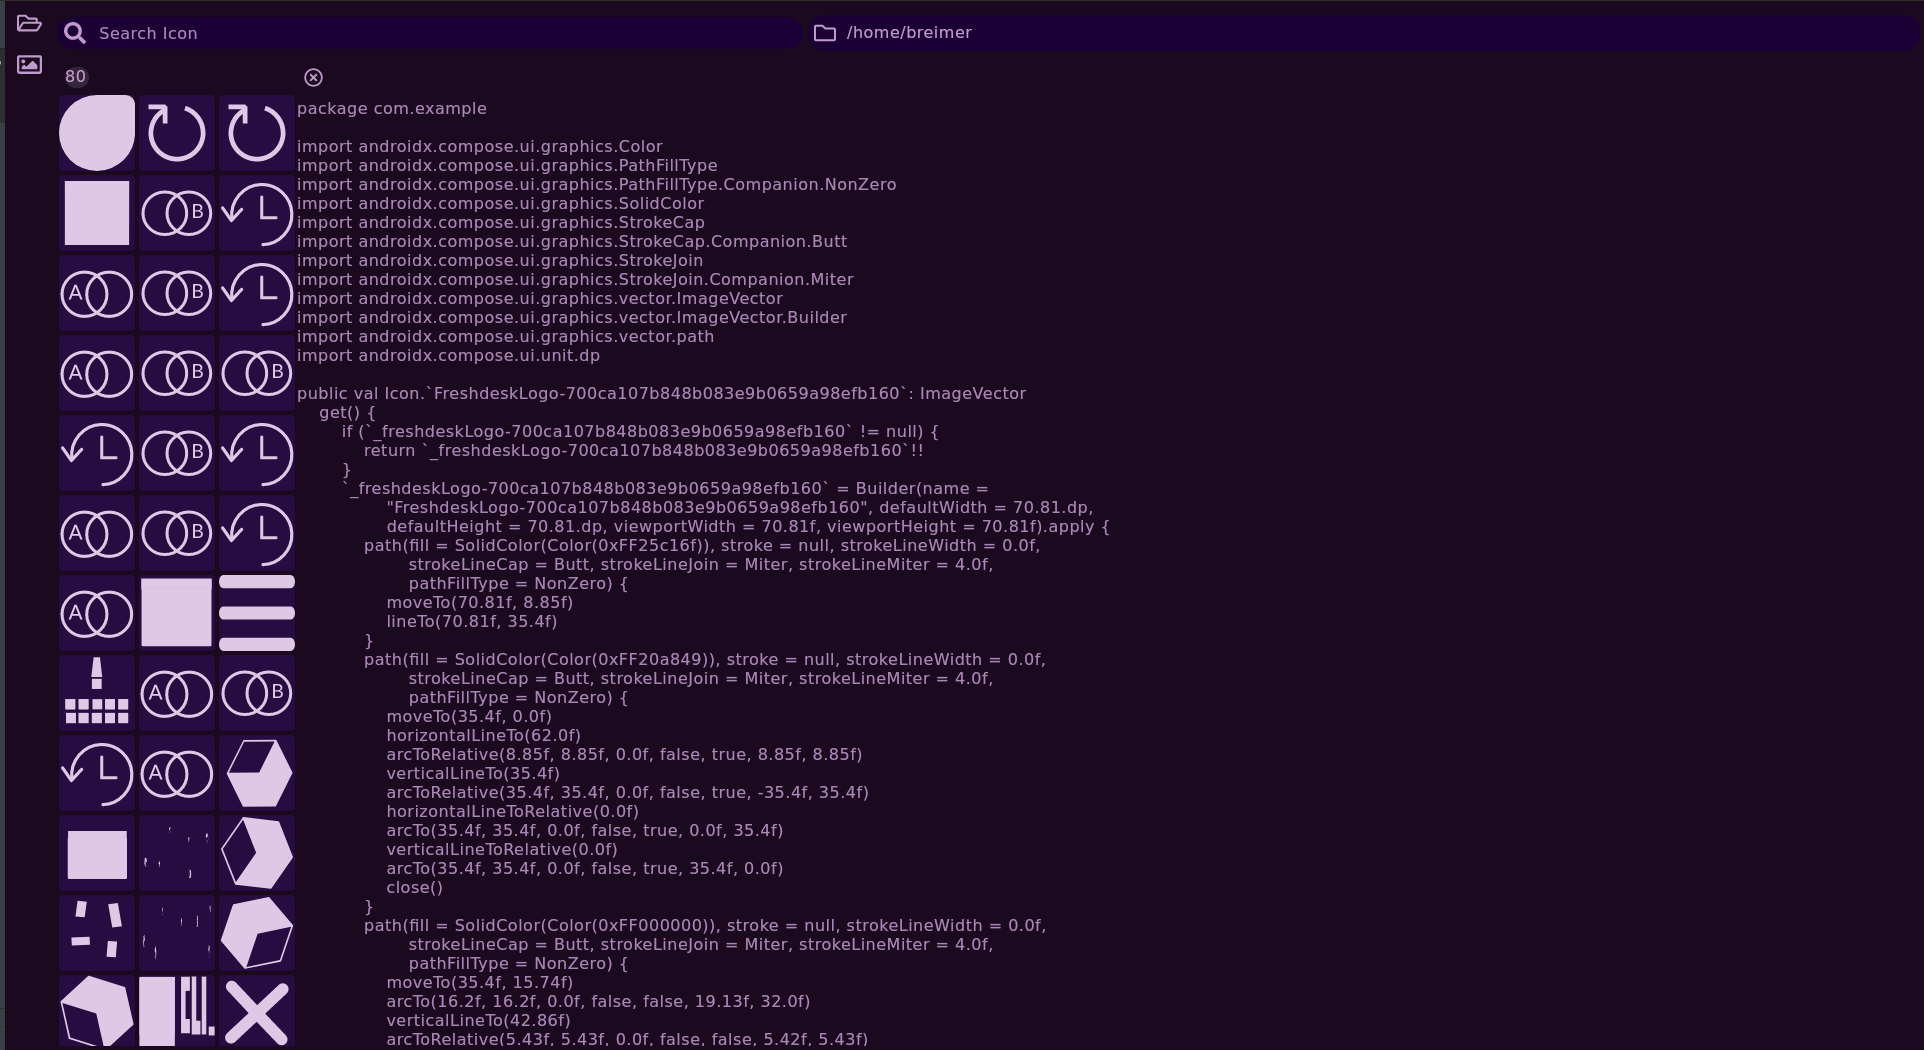 Search Icon
/home/breimer
80
package com.example
import androidx.compose.ui.graphics.Color
import androidx.compose.ui.graphics.PathFillType
import androidx.compose.ui.graphics.PathFillType.Companion.NonZero
import androidx.compose.ui.graphics.SolidColor
import androidx.compose.ui.graphics.StrokeCap
import androidx.compose.ui.graphics.StrokeCap.Companion.Butt
import androidx.compose.ui.graphics.StrokeJoin
import androidx.compose.ui.graphics.StrokeJoin.Companion.Miter
import androidx.compose.ui.graphics.vector.ImageVector
import androidx.compose.ui.graphics.vector.ImageVector.Builder
import androidx.compose.ui.graphics.vector.path
import androidx.compose.ui.unit.dp
public val Icon.`FreshdeskLogo-700ca107b848b083e9b0659a98efb160`: ImageVector
get() {
if (`_freshdeskLogo-700ca107b848b083e9b0659a98efb160` != null) {
return `_freshdeskLogo-700ca107b848b083e9b0659a98efb160`!!
}
`_freshdeskLogo-700ca107b848b083e9b0659a98efb160` = Builder(name =
"FreshdeskLogo-700ca107b848b083e9b0659a98efb160", defaultWidth = 70.81.dp,
defaultHeight = 70.81.dp, viewportWidth = 70.81f, viewportHeight = 70.81f).apply {
path(fill = SolidColor(Color(0xFF25c16f)), stroke = null, strokeLineWidth = 0.0f,
strokeLineCap = Butt, strokeLineJoin = Miter, strokeLineMiter = 4.0f,
pathFillType = NonZero) {
moveTo(70.81f, 8.85f)
lineTo(70.81f, 35.4f)
}
path(fill = SolidColor(Color(0xFF20a849)), stroke = null, strokeLineWidth = 0.0f,
strokeLineCap = Butt, strokeLineJoin = Miter, strokeLineMiter = 4.0f,
pathFillType = NonZero) {
moveTo(35.4f, 0.0f)
horizontalLineTo(62.0f)
arcToRelative(8.85f, 8.85f, 0.0f, false, true, 8.85f, 8.85f)
verticalLineTo(35.4f)
arcToRelative(35.4f, 35.4f, 0.0f, false, true, -35.4f, 35.4f)
horizontalLineToRelative(0.0f)
arcTo(35.4f, 35.4f, 0.0f, false, true, 0.0f, 35.4f)
verticalLineToRelative(0.0f)
arcTo(35.4f, 35.4f, 0.0f, false, true, 35.4f, 0.0f)
close()
}
path(fill = SolidColor(Color(0xFF000000)), stroke = null, strokeLineWidth = 0.0f,
strokeLineCap = Butt, strokeLineJoin = Miter, strokeLineMiter = 4.0f,
pathFillType = NonZero) {
moveTo(35.4f, 15.74f)
arcTo(16.2f, 16.2f, 0.0f, false, false, 19.13f, 32.0f)
verticalLineTo(42.86f)
arcToRelative(5.43f, 5.43f, 0.0f, false, false, 5.42f, 5.43f)
B
A
B
A
B
B
B
A
B
A
A
B
A